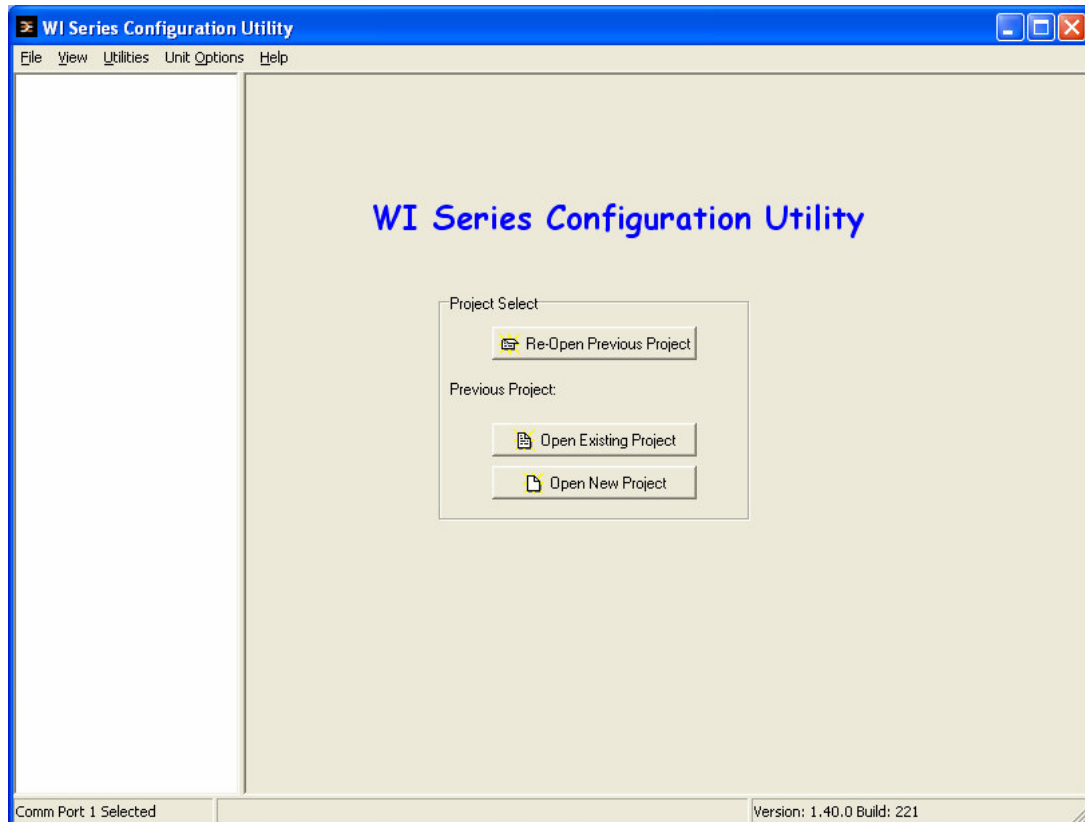 WI Series Configuration Utility
File View Utilities Unit Options Help
WI Series Configuration Utility
Project Select
Re-Open Previous Project
Previous Project:
Open Existing Project
Open New Project
Comm Port 1 Selected
Version: 1.40.0 Build: 221